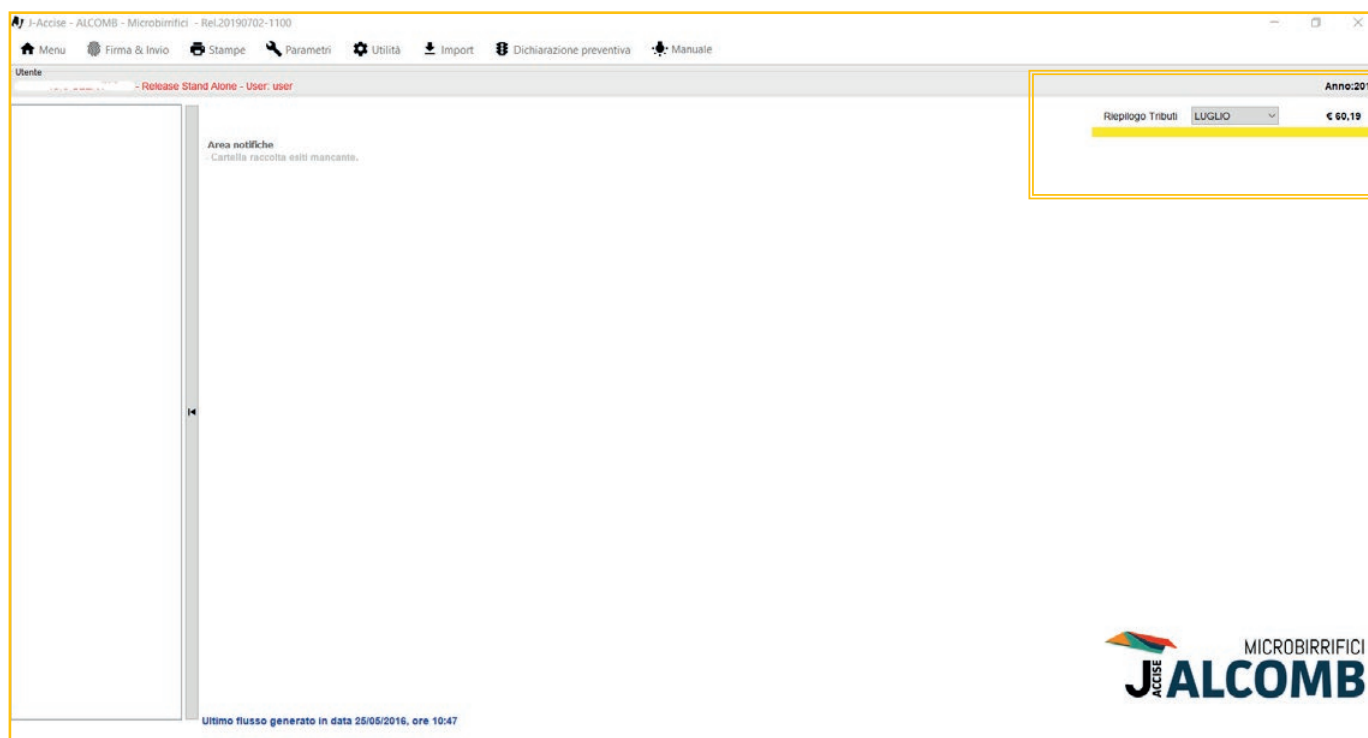 J-Accise - ALCOMB - Microbirrifici - Rel.20190702-1100
Menu Firma & Invio Stampe Parametri Utilità Import Dichiarazione preventiva Manuale
Utente
- Release Stand Alone - User: user
Anno:201
Riepilogo Tributi LUGLIO € 60,19
Area notifiche
- Cartella raccolta esiti mancante.
MICROBIRRIFICI
J ACCISE ALCOMB
Ultimo flusso generato in data 25/05/2016, ore 10:47